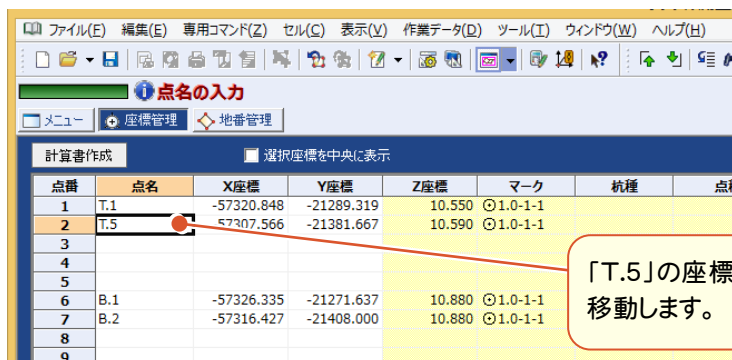 ファイル(F) 編集(E) 専用コマンド(Z) セル(C) 表示(V) 作業データ(D) ツール(T) ウィンドウ(W) ヘルプ(H)
点名の入力
メニュー 座標管理 地番管理
計算書作成 選択座標を中央に表示
点番 点名 X座標 Y座標 Z座標 マーク 杭種
1 T.1 -57320.848 -21289.319 10.550 ⊙1.0-1-1
2 T.5 -57307.566 -21381.667 10.590 ⊙1.0-1-1
3
4
5
6 B.1 -57326.335 -21271.637 10.880 ⊙1.0-1-1
7 B.2 -57316.427 -21408.000 10.880 ⊙1.0-1-1
8
9
「T.5」の座標
移動します。